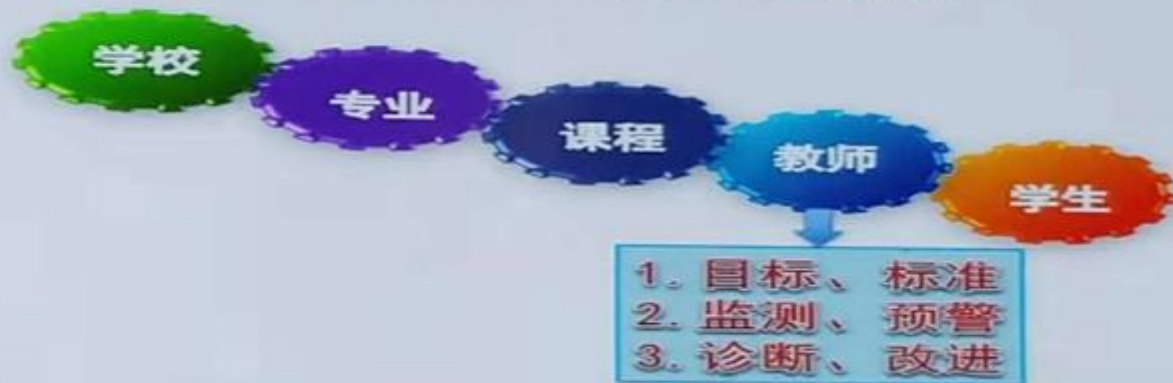 学校
专业
课程
教师
学生
1. 目标、标准
2. 监测、预警
3. 诊断、改进